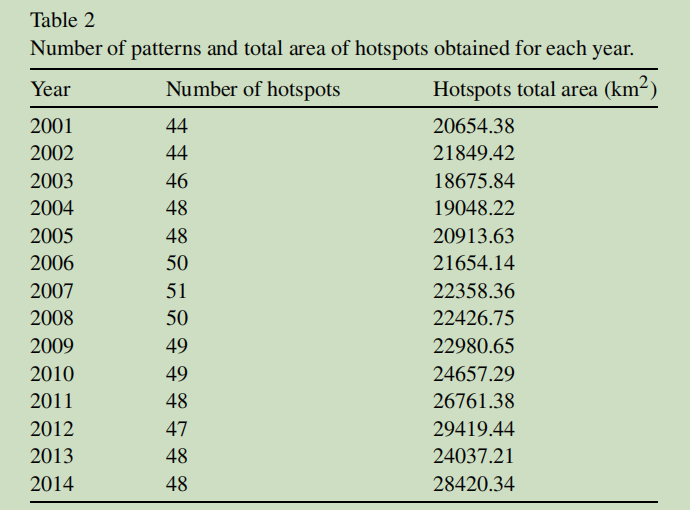 Table 2
Number of patterns and total area of hotspots obtained for each year.
Year Number of hotspots Hotspots total area (km²)
2001 44 20654.38
2002 44 21849.42
2003 46 18675.84
2004 48 19048.22
2005 48 20913.63
2006 50 21654.14
2007 51 22358.36
2008 50 22426.75
2009 49 22980.65
2010 49 24657.29
2011 48 26761.38
2012 47 29419.44
2013 48 24037.21
2014 48 28420.34